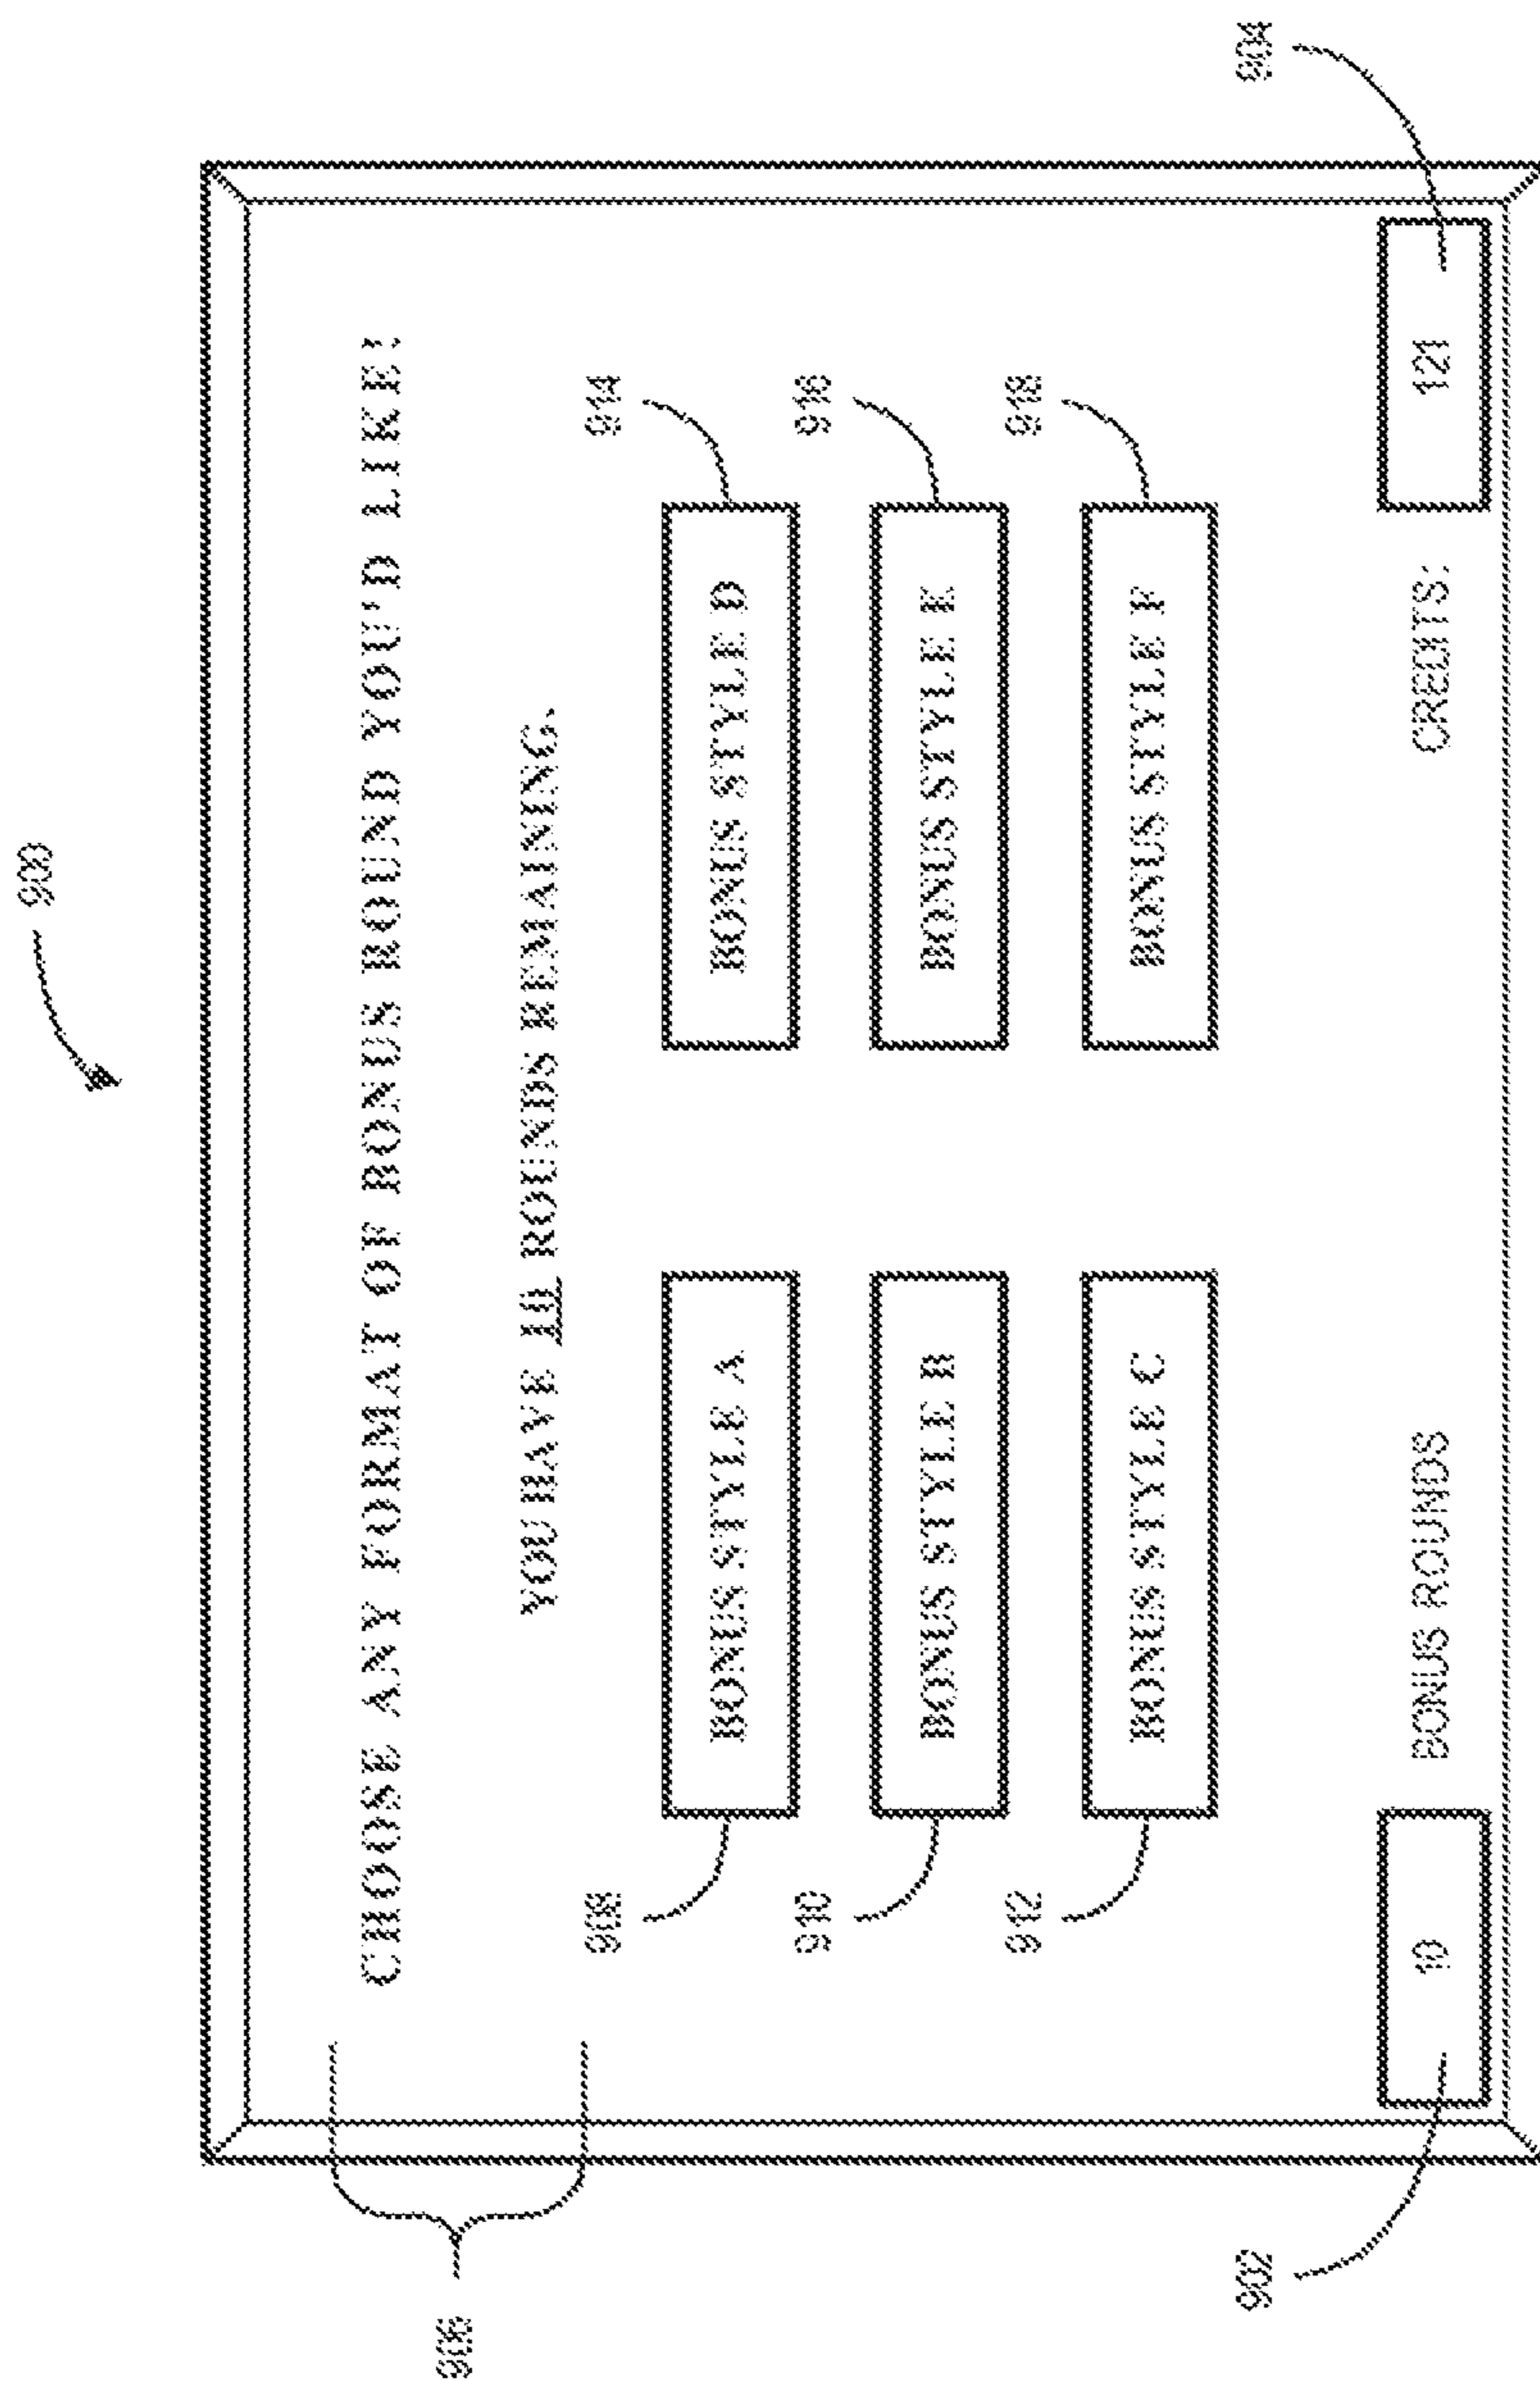 900
CHOOSE ANY FORMAT OF BONUS ROUND YOU'D LIKE!
906
YOU HAVE 10 ROUNDS REMAINING.
908
914
BONUS STYLE A
BONUS STYLE D
910
916
BONUS STYLE B
BONUS STYLE E
912
918
BONUS STYLE C
BONUS STYLE F
902
904
10
BONUS ROUNDS
CREDITS:
121